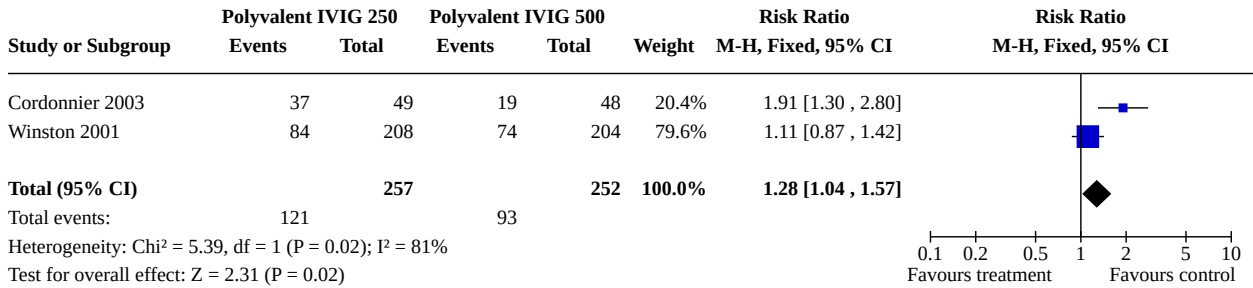 Polyvalent IVIG 250 Polyvalent IVIG 500 Risk Ratio Risk Ratio
Study or Subgroup Events Total Events Total Weight M-H, Fixed, 95% CI M-H, Fixed, 95% CI
Cordonnier 2003 37 49 19 48 20.4% 1.91 [1.30 , 2.80]
Winston 2001 84 208 74 204 79.6% 1.11 [0.87 , 1.42]
Total (95% CI) 257 252 100.0% 1.28 [1.04 , 1.57]
Total events: 121 93
Heterogeneity: Chi² = 5.39, df = 1 (P = 0.02); I² = 81%
Test for overall effect: Z = 2.31 (P = 0.02)
0.1 0.2 0.5 1 2 5 10
Favours treatment Favours control